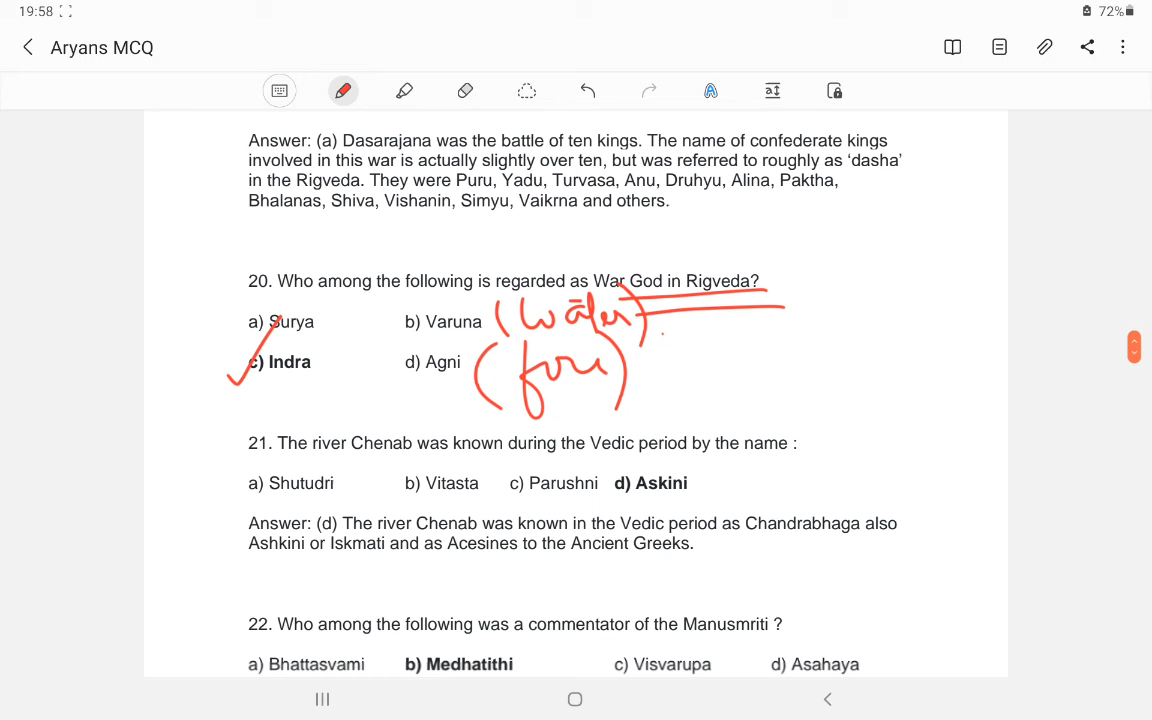 19:58 72%
Aryans MCQ
Answer: (a) Dasarajana was the battle of ten kings. The name of confederate kings
involved in this war is actually slightly over ten, but was referred to roughly as ‘dasha’
in the Rigveda. They were Puru, Yadu, Turvasa, Anu, Druhyu, Alina, Paktha,
Bhalanas, Shiva, Vishanin, Simyu, Vaikrna and others.
20. Who among the following is regarded as War God in Rigveda?
a) Surya b) Varuna (Water)
c) Indra d) Agni (fire)
21. The river Chenab was known during the Vedic period by the name :
a) Shutudri b) Vitasta c) Parushni d) Askini
Answer: (d) The river Chenab was known in the Vedic period as Chandrabhaga also
Ashkini or Iskmati and as Acesines to the Ancient Greeks.
22. Who among the following was a commentator of the Manusmriti ?
a) Bhattasvami b) Medhatithi c) Visvarupa d) Asahaya